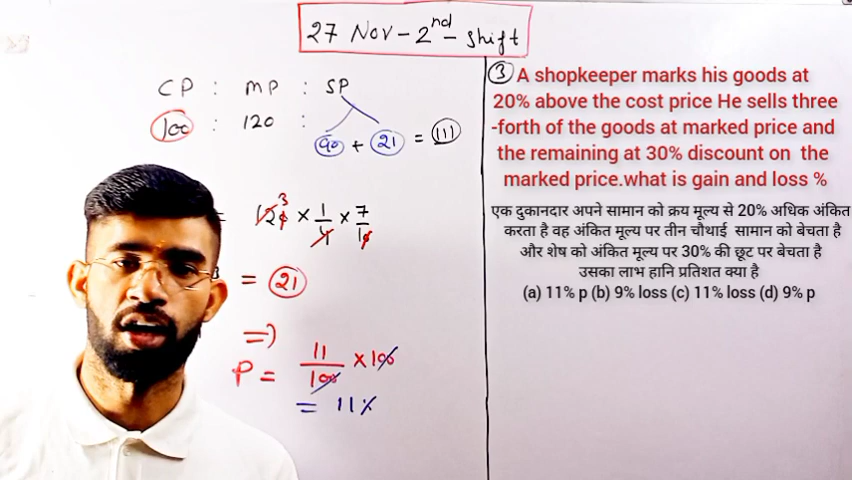 27 Nov - 2nd - shift
CP : MP : SP
100 : 120 :
90 + 21 = 111
= 120 3 × 1/4 × 7/10
= 21
=>
P = 11/100 × 100
= 11%
③ A shopkeeper marks his goods at
20% above the cost price He sells three
-forth of the goods at marked price and
the remaining at 30% discount on the
marked price.what is gain and loss %
एक दुकानदार अपने सामान को क्रय मूल्य से 20% अधिक अंकित
करता है वह अंकित मूल्य पर तीन चौथाई सामान को बेचता है
और शेष को अंकित मूल्य पर 30% की छूट पर बेचता है
उसका लाभ हानि प्रतिशत क्या है
(a) 11% p (b) 9% loss (c) 11% loss (d) 9% p